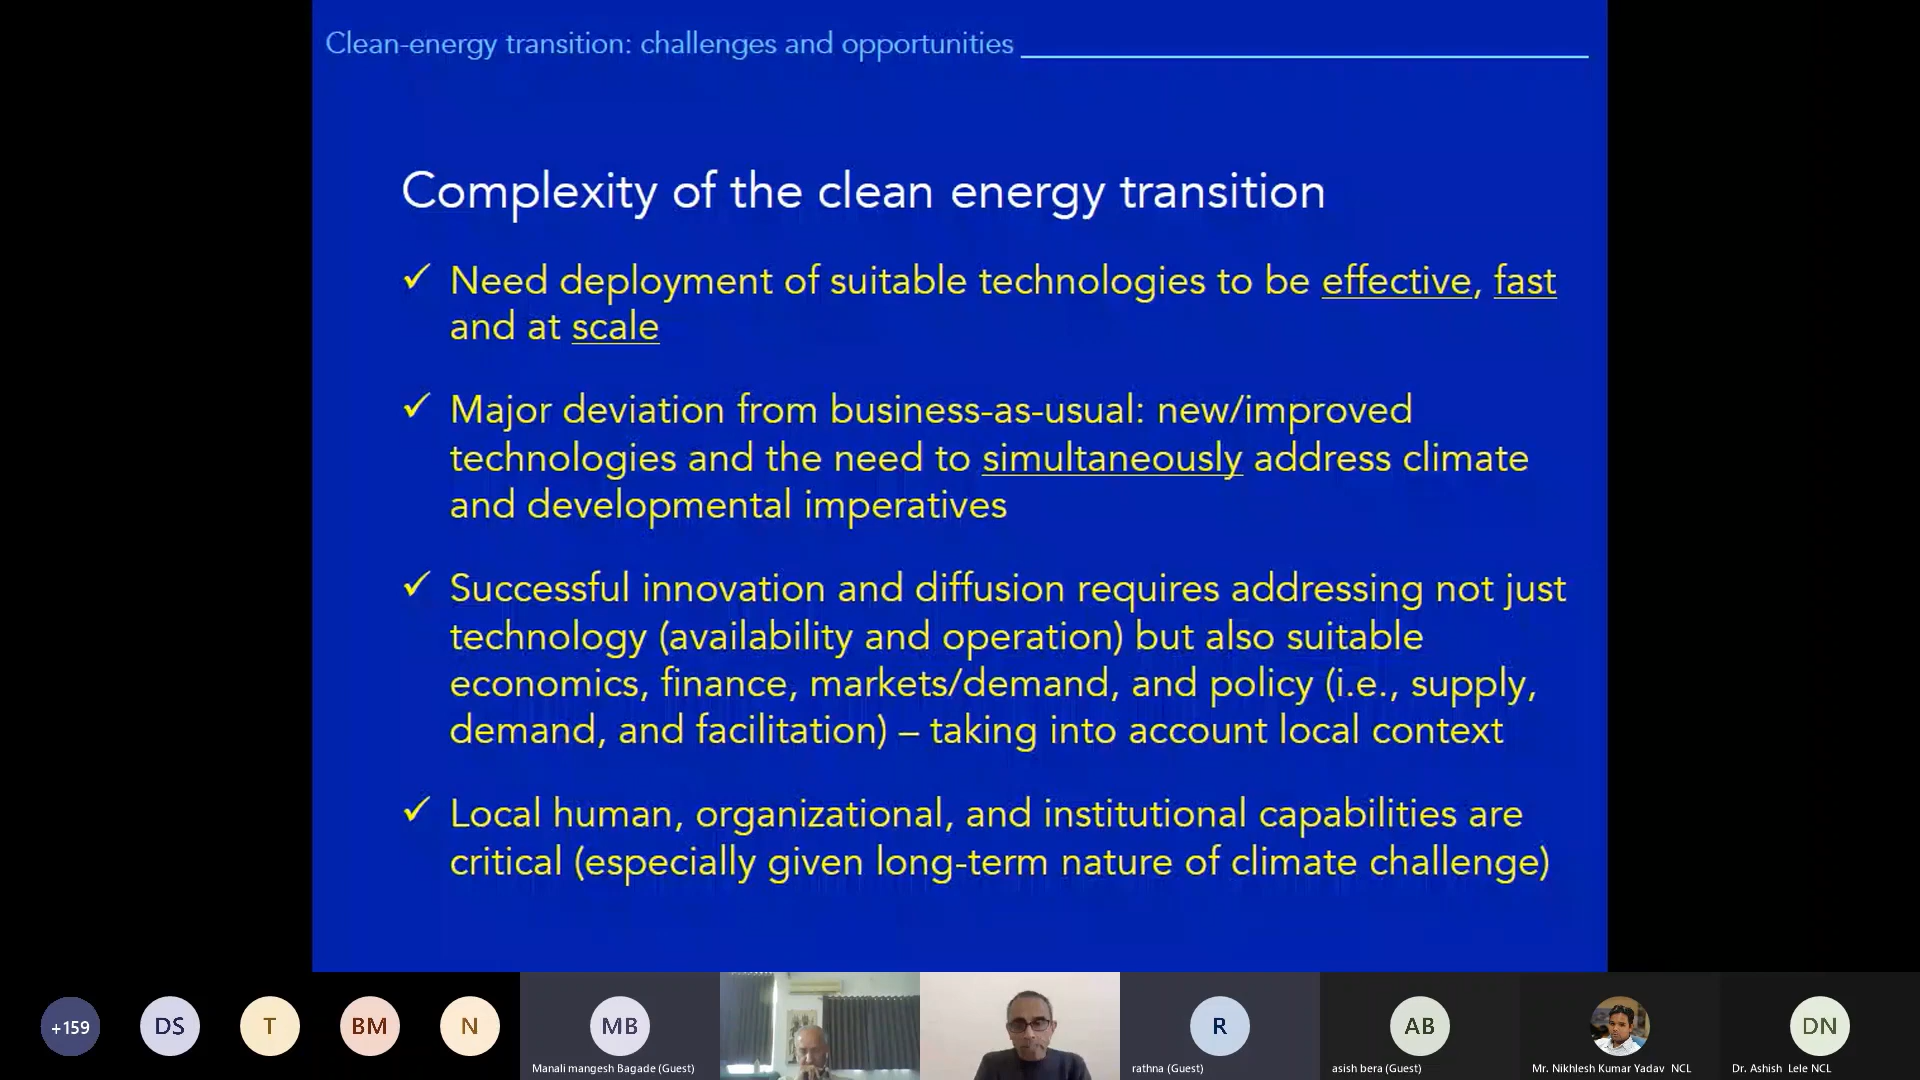 Clean-energy transition: challenges and opportunities
Complexity of the clean energy transition
✓ Need deployment of suitable technologies to be effective, fast
and at scale
✓ Major deviation from business-as-usual: new/improved
technologies and the need to simultaneously address climate
and developmental imperatives
✓ Successful innovation and diffusion requires addressing not just
technology (availability and operation) but also suitable
economics, finance, markets/demand, and policy (i.e., supply,
demand, and facilitation) – taking into account local context
✓ Local human, organizational, and institutional capabilities are
critical (especially given long-term nature of climate challenge)
+159
DS
T
BM
N
MB
R
AB
DN
Manali mangesh Bagade (Guest)
rathna (Guest)
asish bera (Guest)
Mr. Nikhlesh Kumar Yadav NCL
Dr. Ashish Lele NCL